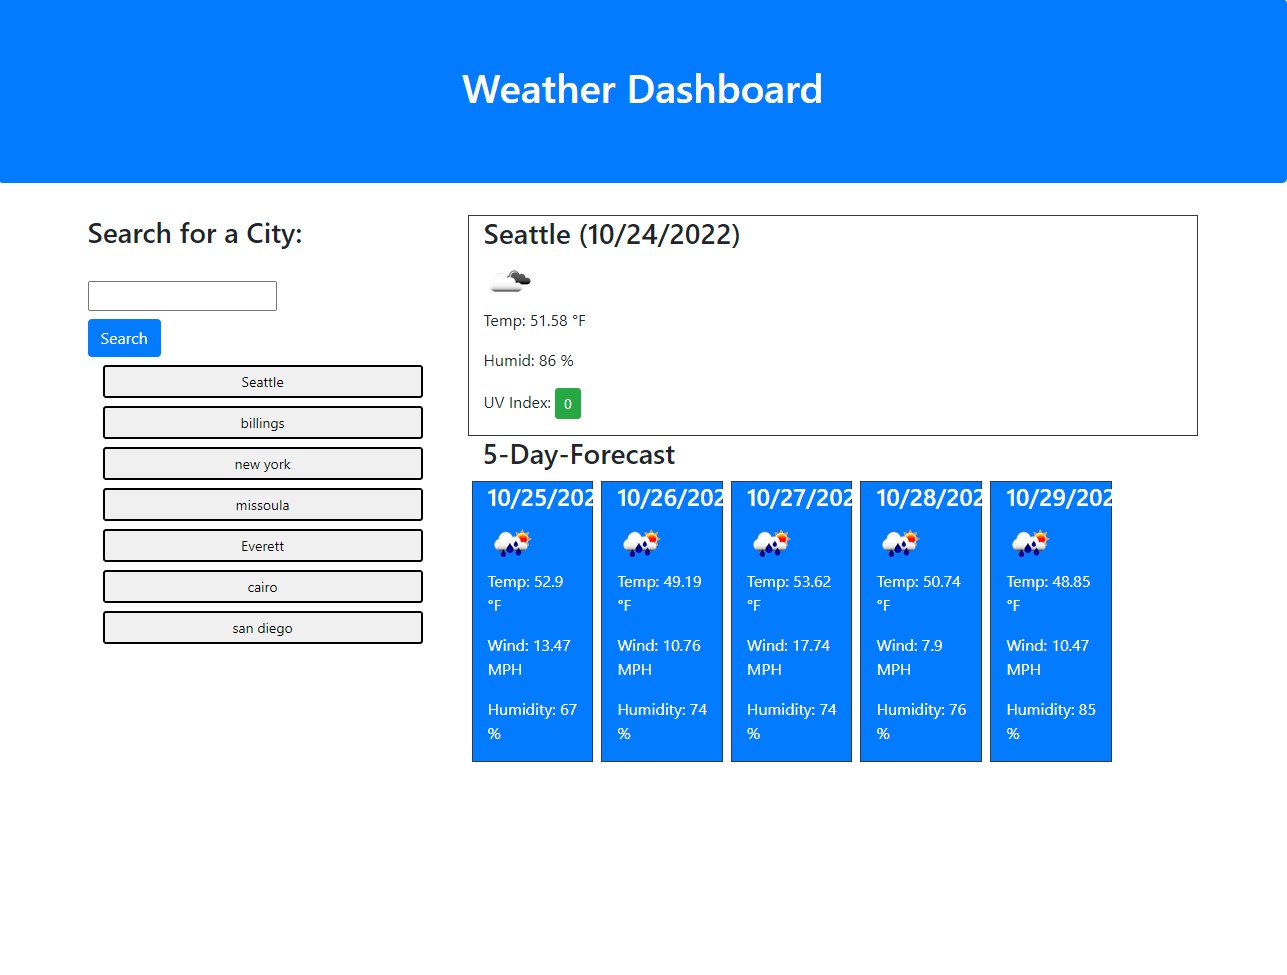 Weather Dashboard
Search for a City:
Search
Seattle
billings
new york
missoula
Everett
cairo
san diego
Seattle (10/24/2022)
Temp: 51.58 °F
Humid: 86 %
UV Index: 0
5-Day-Forecast
10/25/202
Temp: 52.9
°F
Wind: 13.47
MPH
Humidity: 67
%
10/26/202
Temp: 49.19
°F
Wind: 10.76
MPH
Humidity: 74
%
10/27/202
Temp: 53.62
°F
Wind: 17.74
MPH
Humidity: 74
%
10/28/202
Temp: 50.74
°F
Wind: 7.9
MPH
Humidity: 76
%
10/29/202
Temp: 48.85
°F
Wind: 10.47
MPH
Humidity: 85
%